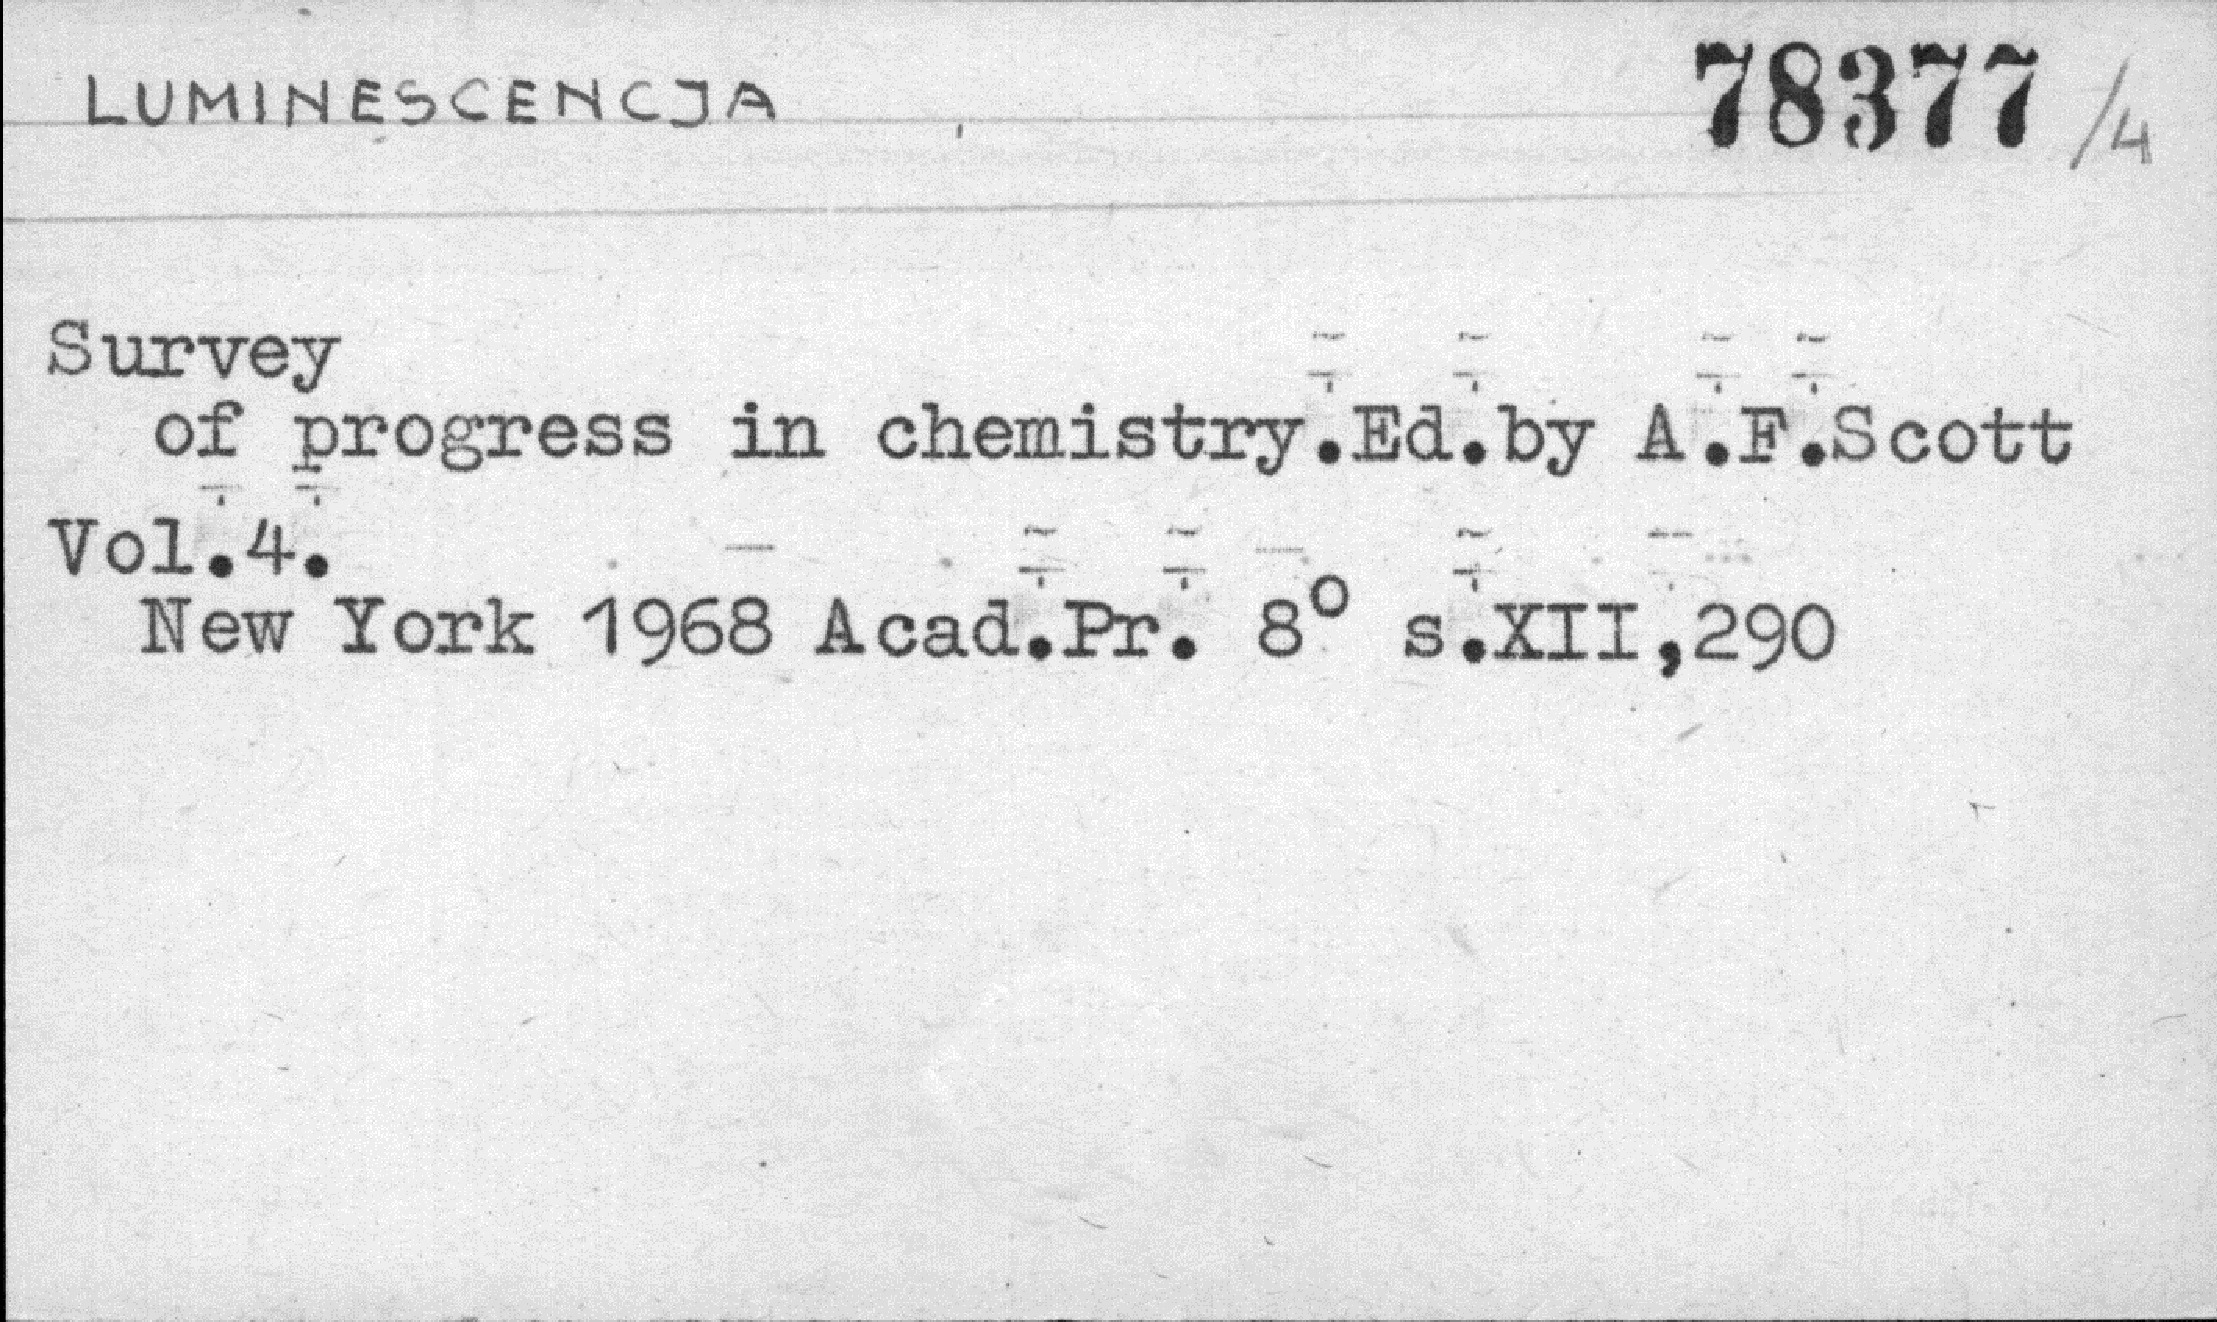 LUMINESCENCJA
78377/4
Survey
of progress in chemistry.Ed.by A.F.Scott
Vol.4.
New York 1968 Acad.Pr. 8° s.XII,290